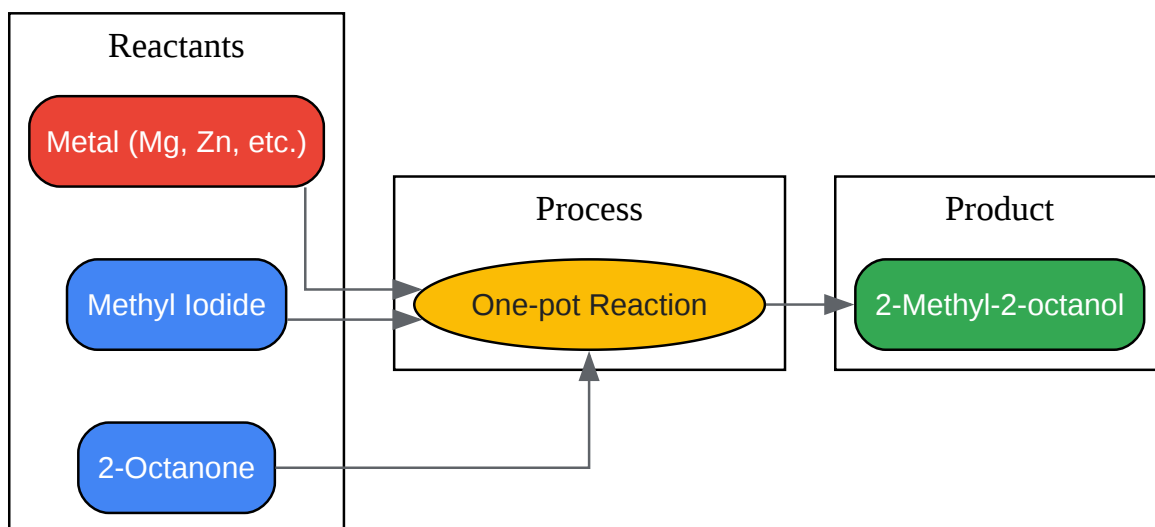 Reactants
Metal (Mg, Zn, etc.)
Methyl Iodide
2-Octanone
Process
One-pot Reaction
Product
2-Methyl-2-octanol